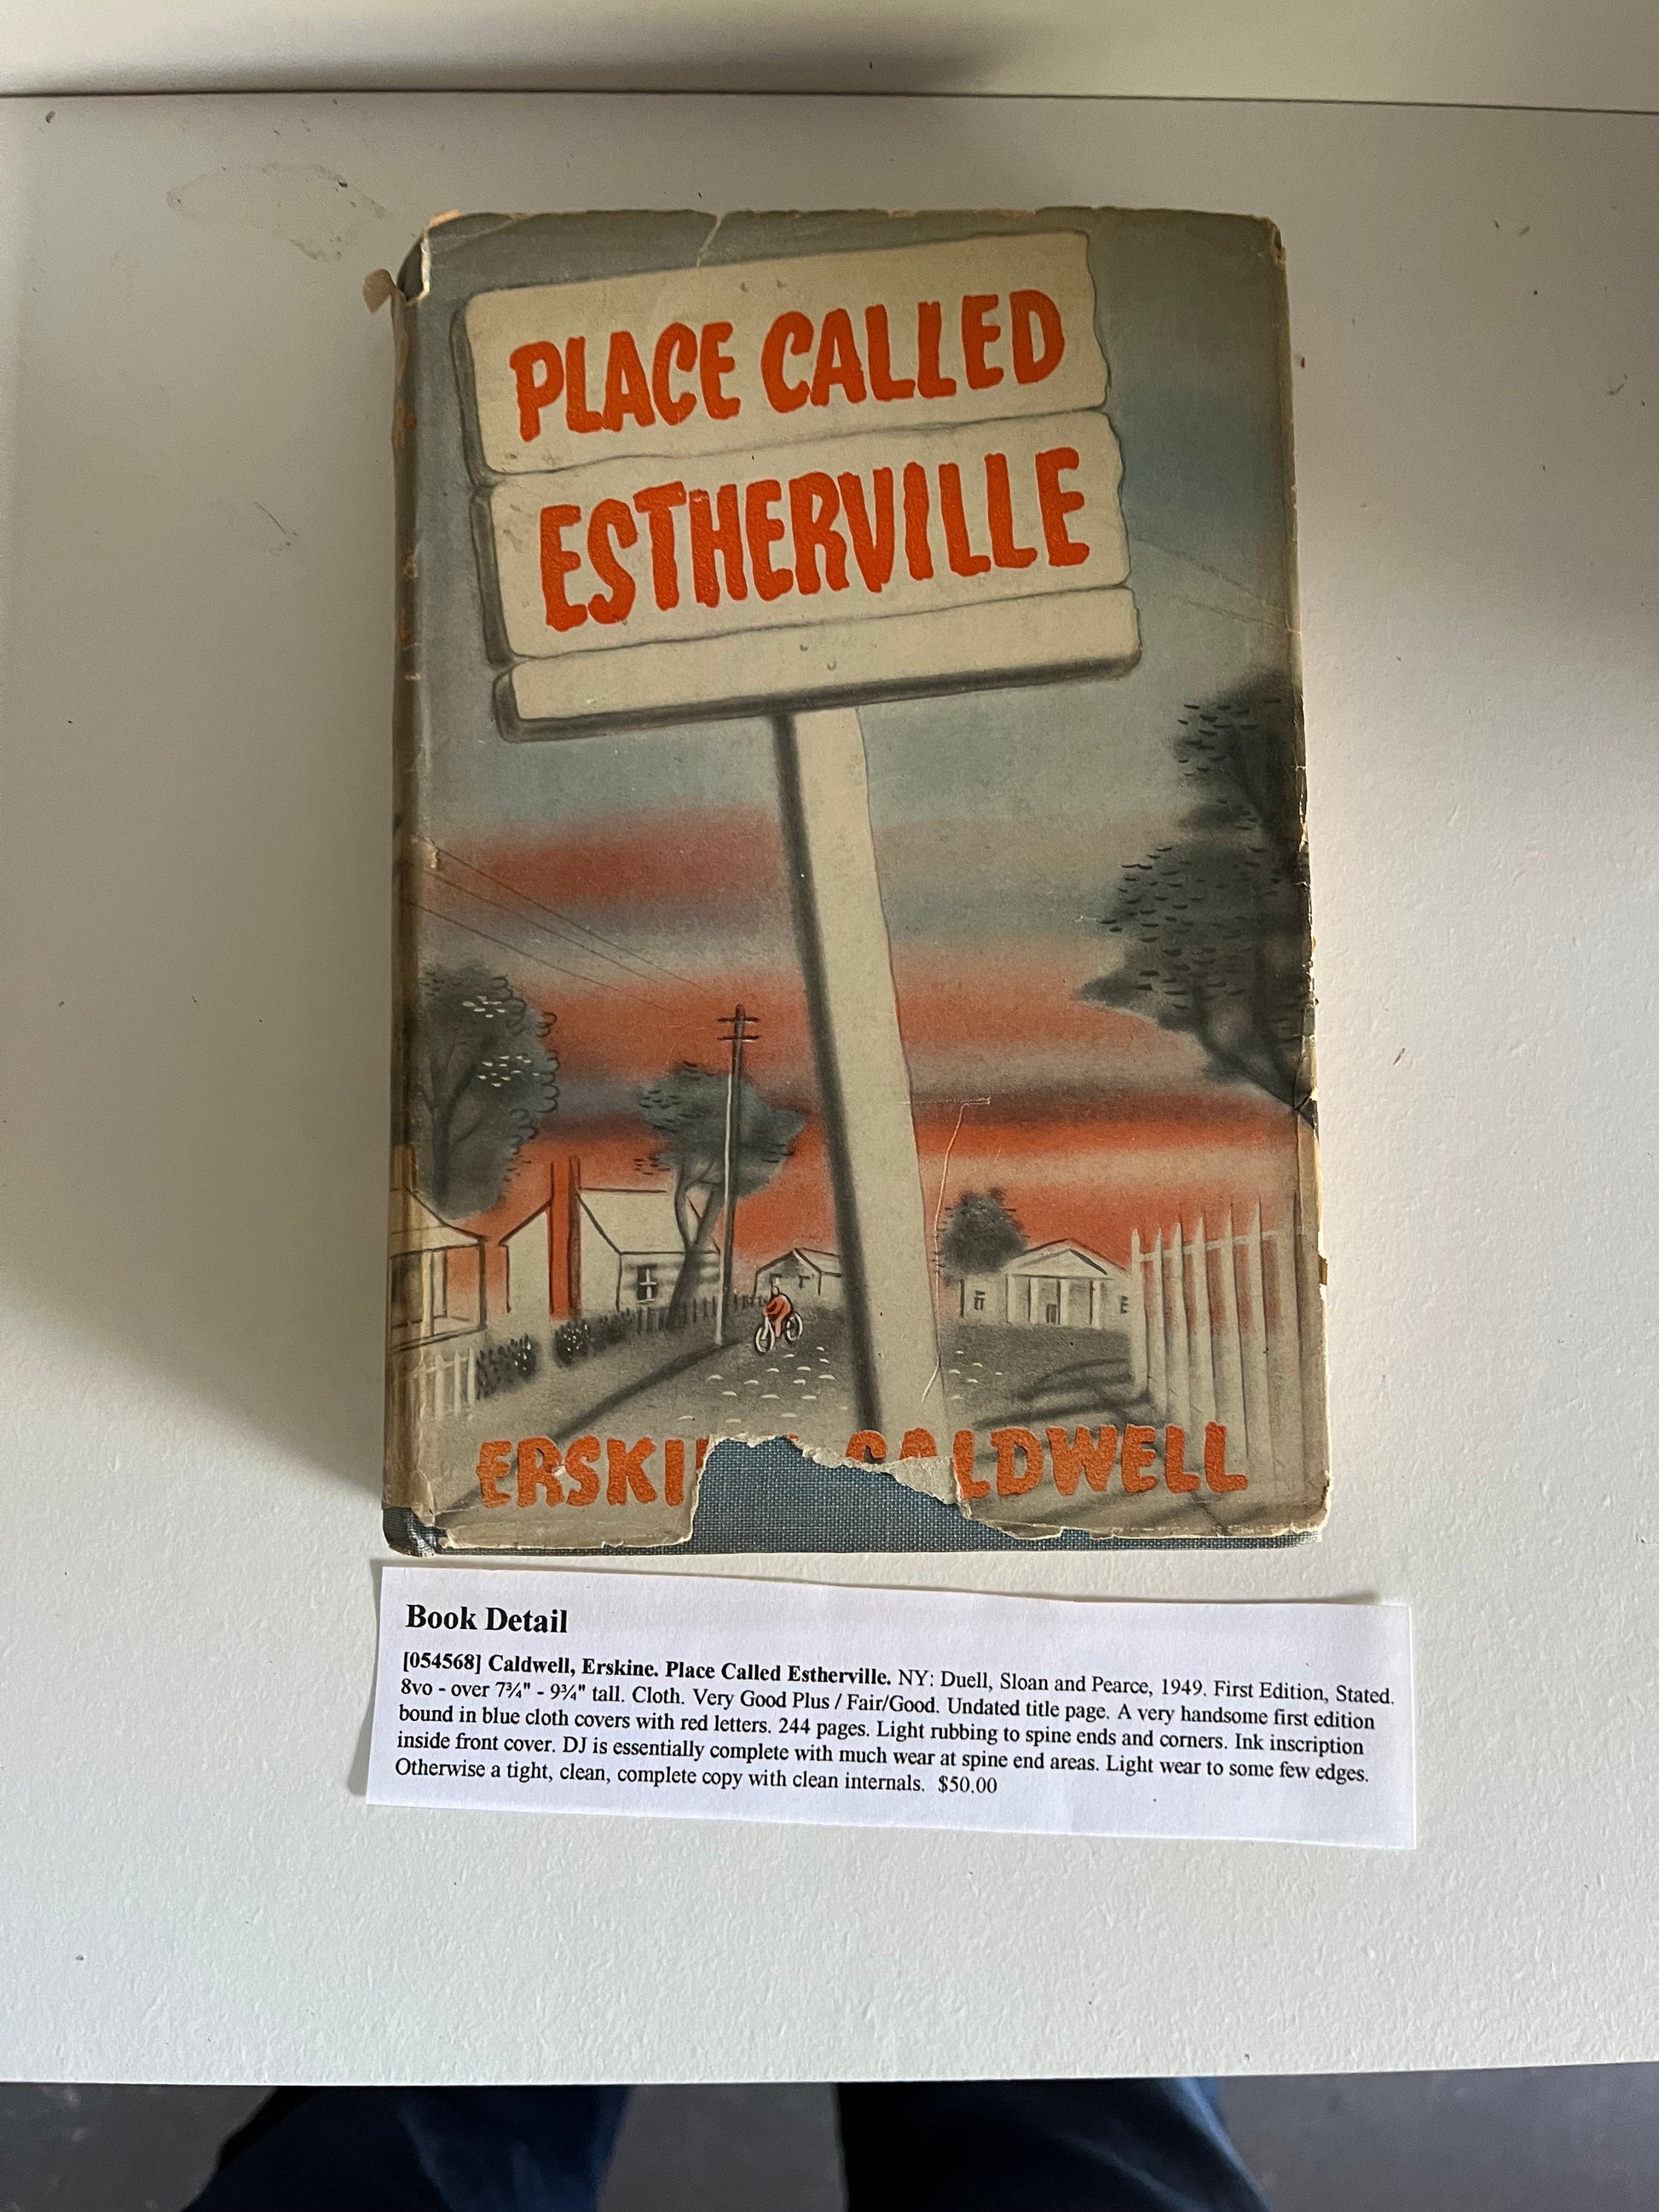 PLACE CALLED
ESTHERVILLE
ERSKI CALDWELL
Book Detail
[054568] Caldwell, Erskine. Place Called Estherville. NY: Duell, Sloan and Pearce, 1949. First Edition, Stated.
8vo - over 7¾" - 9¾" tall. Cloth. Very Good Plus / Fair/Good. Undated title page. A very handsome first edition
bound in blue cloth covers with red letters. 244 pages. Light rubbing to spine ends and corners. Ink inscription
inside front cover. DJ is essentially complete with much wear at spine end areas. Light wear to some few edges.
Otherwise a tight, clean, complete copy with clean internals. $50.00